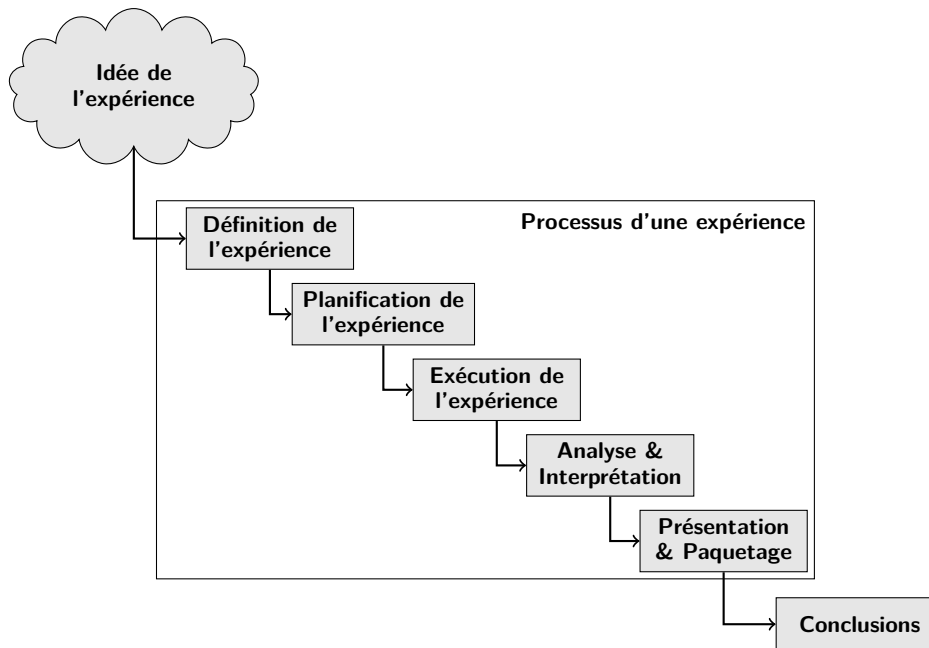 Idée de
l'expérience
Processus d'une expérience
Définition de
l'expérience
Planification de
l'expérience
Exécution de
l'expérience
Analyse &
Interprétation
Présentation
& Paquetage
Conclusions